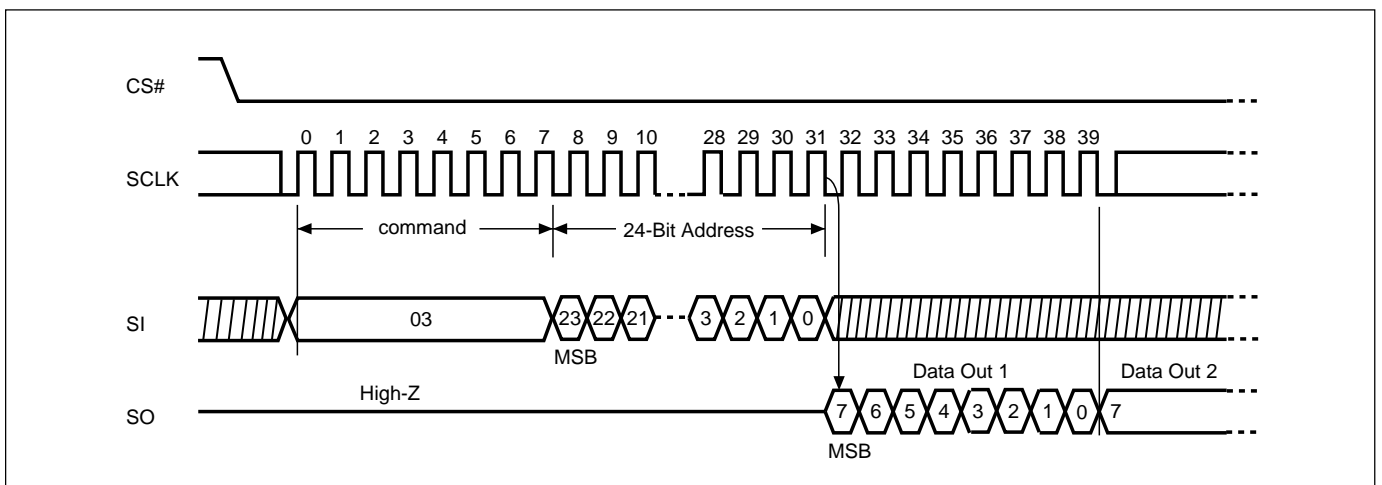 CS#
0 1 2 3 4 5 6 7 8 9 10 28 29 30 31 32 33 34 35 36 37 38 39
SCLK
command 24-Bit Address
SI 03 23 22 21 3 2 1 0
MSB
Data Out 1 Data Out 2
High-Z
SO 7 6 5 4 3 2 1 0 7
MSB